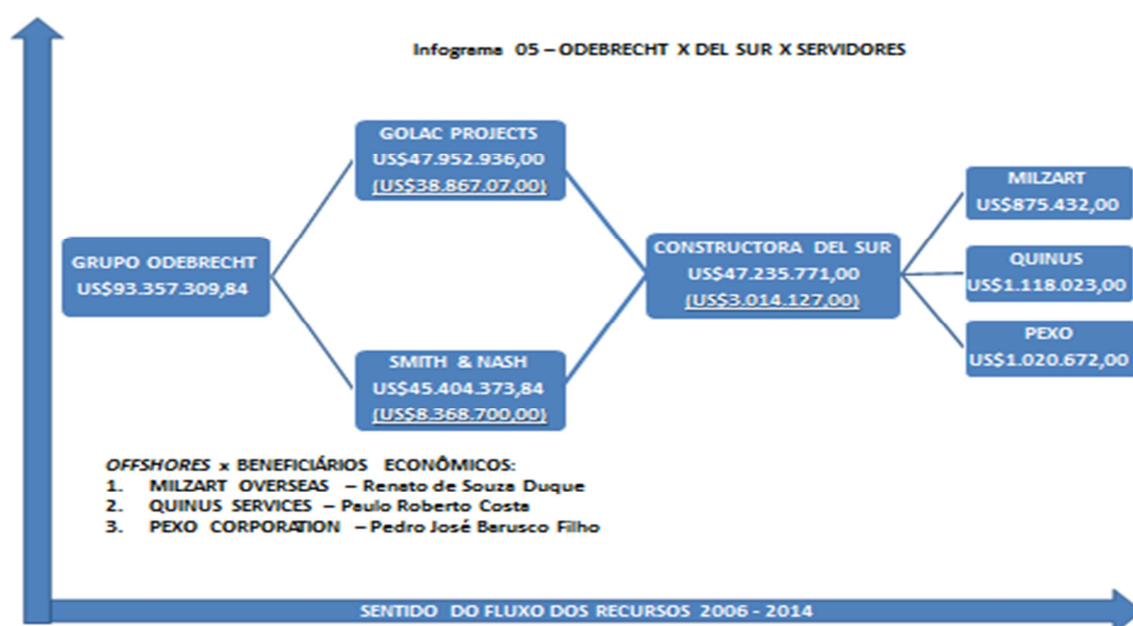 Infograma 05 – ODEBRECHT X DEL SUR X SERVIDORES
GRUPO ODEBRECHT
US$93.357.309,84
GOLAC PROJECTS
US$47.952.936,00
(US$38.867.07,00)
SMITH & NASH
US$45.404.373,84
(US$8.368.700,00)
CONSTRUCTORA DEL SUR
US$47.235.771,00
(US$3.014.127,00)
MILZART
US$875.432,00
QUINUS
US$1.118.023,00
PEXO
US$1.020.672,00
OFFSHORES x BENEFICIÁRIOS ECONÔMICOS:
1. MILZART OVERSEAS – Renato de Souza Duque
2. QUINUS SERVICES – Paulo Roberto Costa
3. PEXO CORPORATION – Pedro José Barusco Filho
SENTIDO DO FLUXO DOS RECURSOS 2006 - 2014